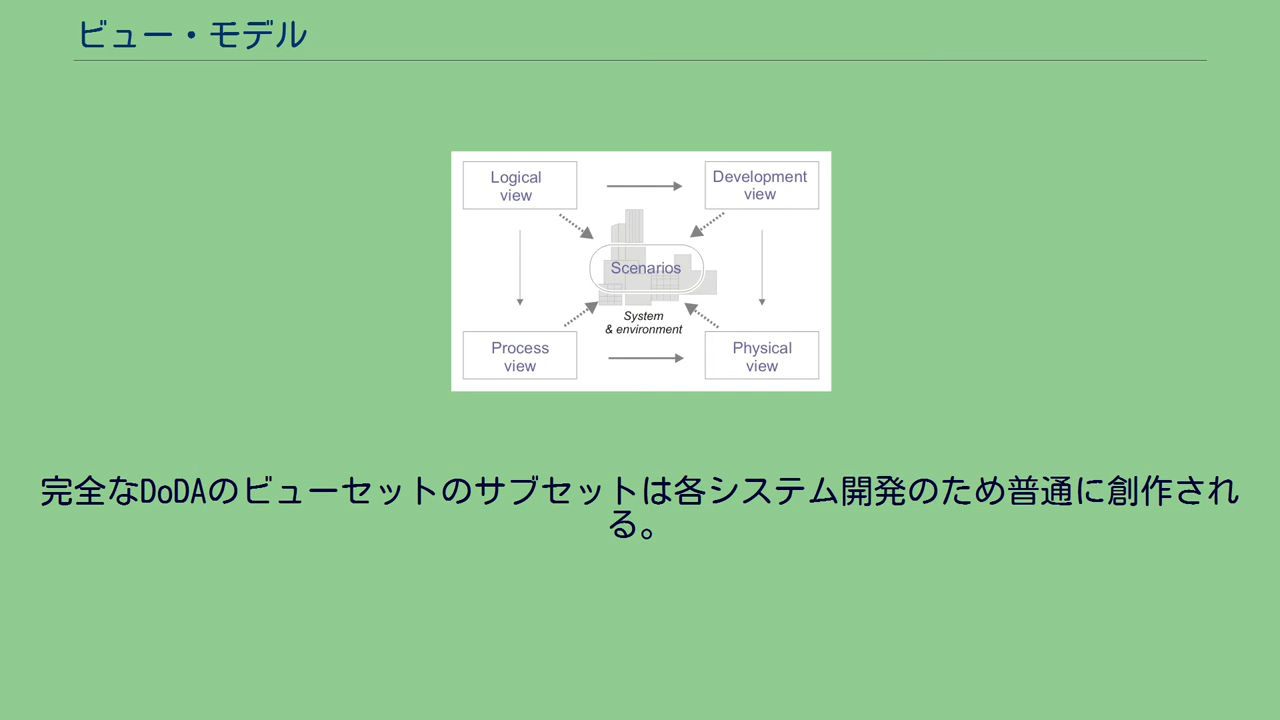 ビュー・モデル
Logical
view
Development
view
Scenarios
System
& environment
Process
view
Physical
view
完全なDoDAのビューセットのサブセットは各システム開発のため普通に創作され
る。